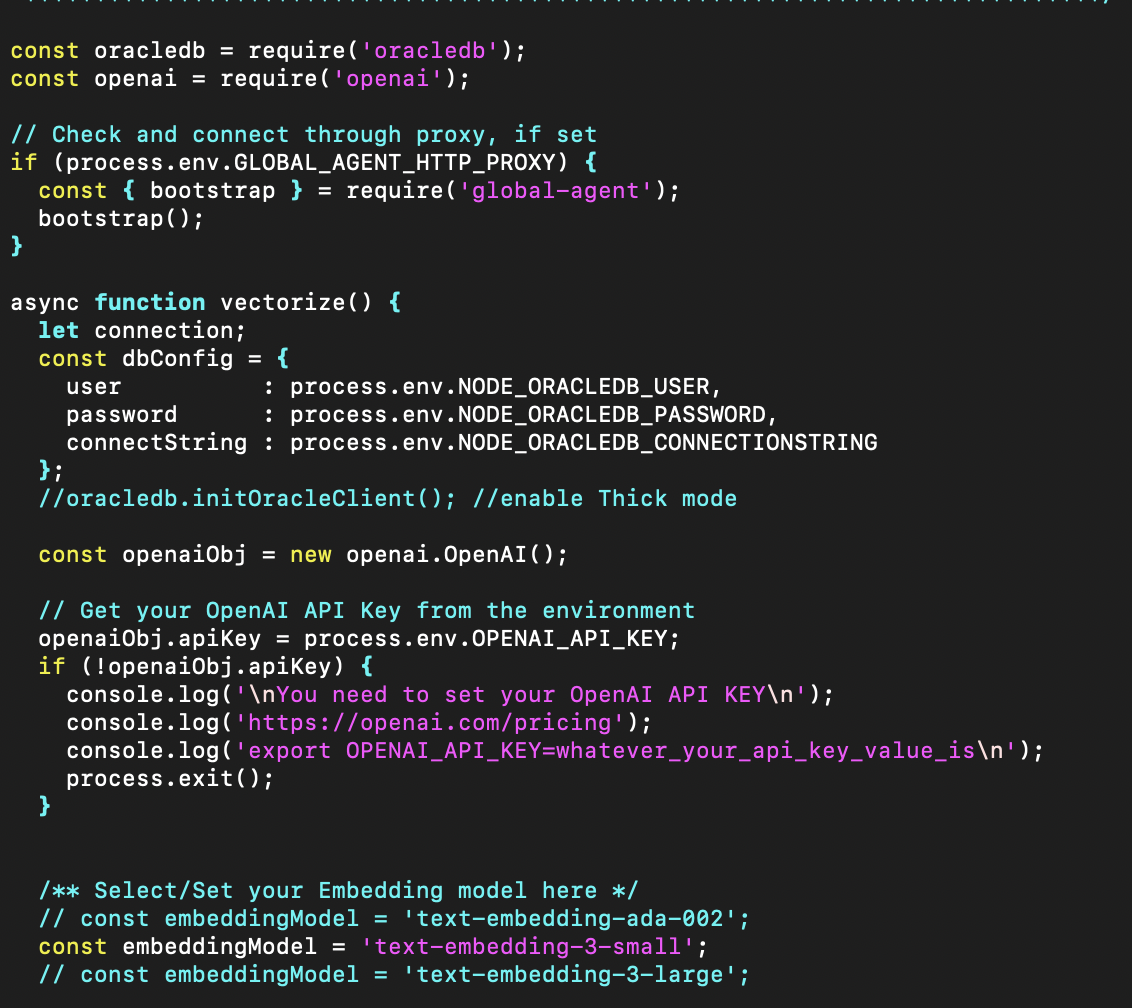 const oracledb = require('oracledb');
const openai = require('openai');

// Check and connect through proxy, if set
if (process.env.GLOBAL_AGENT_HTTP_PROXY) {
  const { bootstrap } = require('global-agent');
  bootstrap();
}

async function vectorize() {
  let connection;
  const dbConfig = {
    user          : process.env.NODE_ORACLEDB_USER,
    password      : process.env.NODE_ORACLEDB_PASSWORD,
    connectString : process.env.NODE_ORACLEDB_CONNECTIONSTRING
  };
  //oracledb.initOracleClient(); //enable Thick mode

  const openaiObj = new openai.OpenAI();

  // Get your OpenAI API Key from the environment
  openaiObj.apiKey = process.env.OPENAI_API_KEY;
  if (!openaiObj.apiKey) {
    console.log('\nYou need to set your OpenAI API KEY\n');
    console.log('https://openai.com/pricing');
    console.log('export OPENAI_API_KEY=whatever_your_api_key_value_is\n');
    process.exit();
  }


  /** Select/Set your Embedding model here */
  // const embeddingModel = 'text-embedding-ada-002';
  const embeddingModel = 'text-embedding-3-small';
  // const embeddingModel = 'text-embedding-3-large';